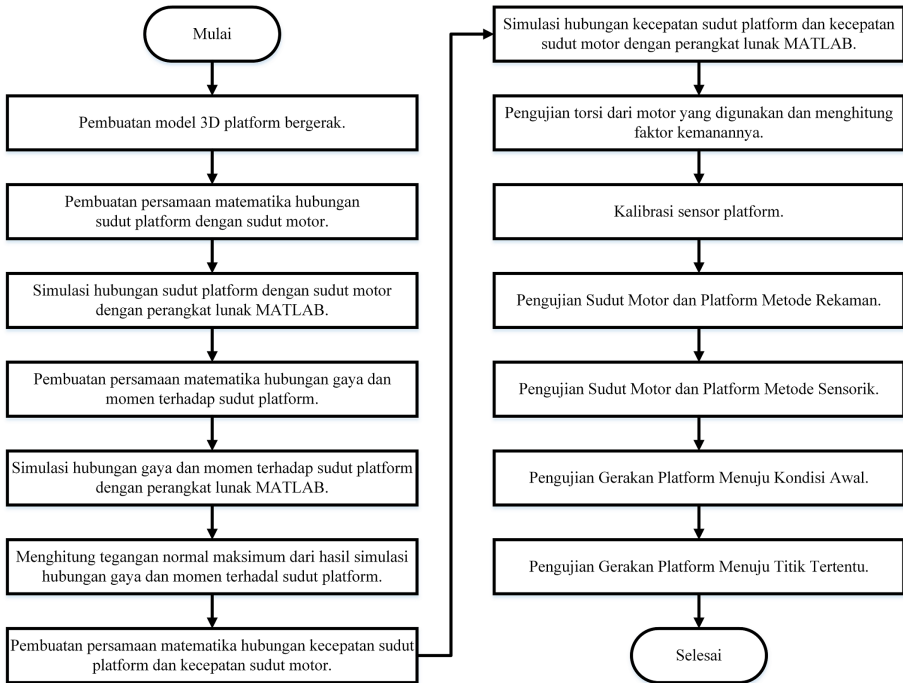 Mulai
Pembuatan model 3D platform bergerak.
Pembuatan persamaan matematika hubungan
sudut platform dengan sudut motor.
Simulasi hubungan sudut platform dengan sudut motor
dengan perangkat lunak MATLAB.
Pembuatan persamaan matematika hubungan gaya dan
momen terhadap sudut platform.
Simulasi hubungan gaya dan momen terhadap sudut platform
dengan perangkat lunak MATLAB.
Menghitung tegangan normal maksimum dari hasil simulasi
hubungan gaya dan momen terhadal sudut platform.
Pembuatan persamaan matematika hubungan kecepatan sudut
platform dan kecepatan sudut motor.
Simulasi hubungan kecepatan sudut platform dan kecepatan
sudut motor dengan perangkat lunak MATLAB.
Pengujian torsi dari motor yang digunakan dan menghitung
faktor kemanannya.
Kalibrasi sensor platform.
Pengujian Sudut Motor dan Platform Metode Rekaman.
Pengujian Sudut Motor dan Platform Metode Sensorik.
Pengujian Gerakan Platform Menuju Kondisi Awal.
Pengujian Gerakan Platform Menuju Titik Tertentu.
Selesai